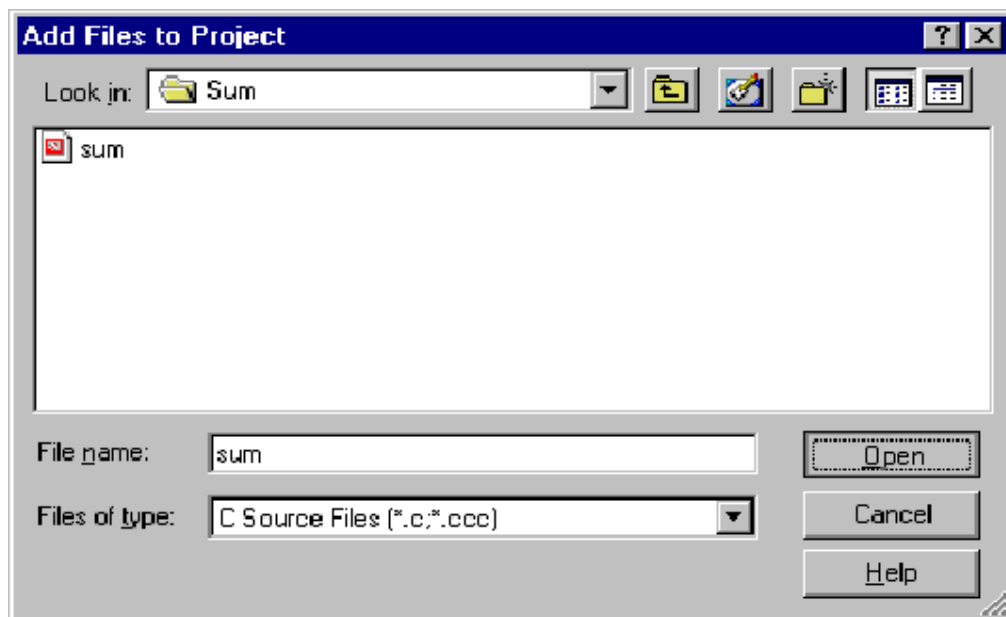 Add Files to Project
Look in: Sum
sum
File name: sum
Open
Files of type: C Source Files (*.c;*.ccc)
Cancel
Help